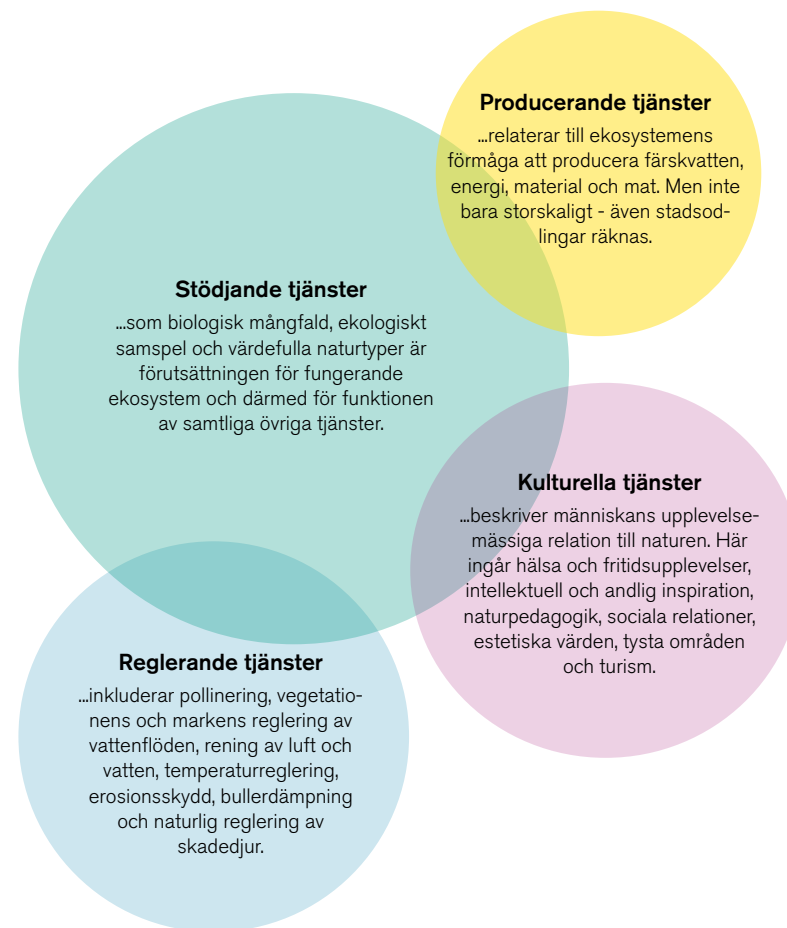 Producerande tjänster
...relaterar till ekosystemens
förmåga att producera färskvatten,
energi, material och mat. Men inte
bara storskaligt - även stadsod-
lingar räknas.
Stödjande tjänster
...som biologisk mångfald, ekologiskt
samspel och värdefulla naturtyper är
förutsättningen för fungerande
ekosystem och därmed för funktionen
av samtliga övriga tjänster.
Kulturella tjänster
...beskriver människans upplevelse-
mässiga relation till naturen. Här
ingår hälsa och fritidsupplevelser,
intellektuell och andlig inspiration,
naturpedagogik, sociala relationer,
estetiska värden, tysta områden
och turism.
Reglerande tjänster
...inkluderar pollinering, vegetatio-
nens och markens reglering av
vattenflöden, rening av luft och
vatten, temperaturreglering,
erosionsskydd, bullerdämpning
och naturlig reglering av
skadedjur.